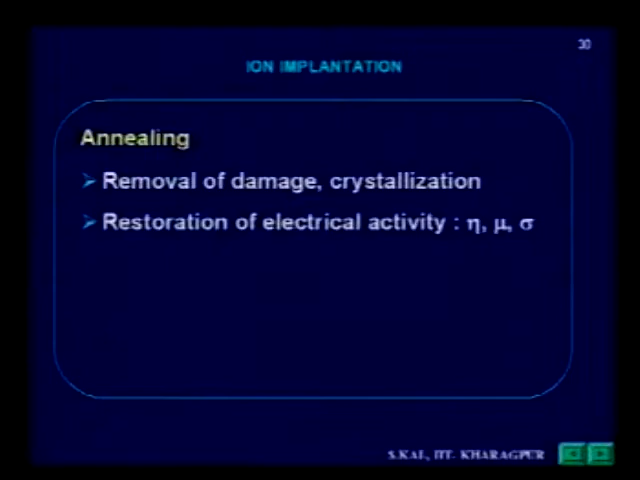 30
ION IMPLANTATION
Annealing
➢ Removal of damage, crystallization
➢ Restoration of electrical activity : η, μ, σ
S.KAL, IIT- KHARAGPUR